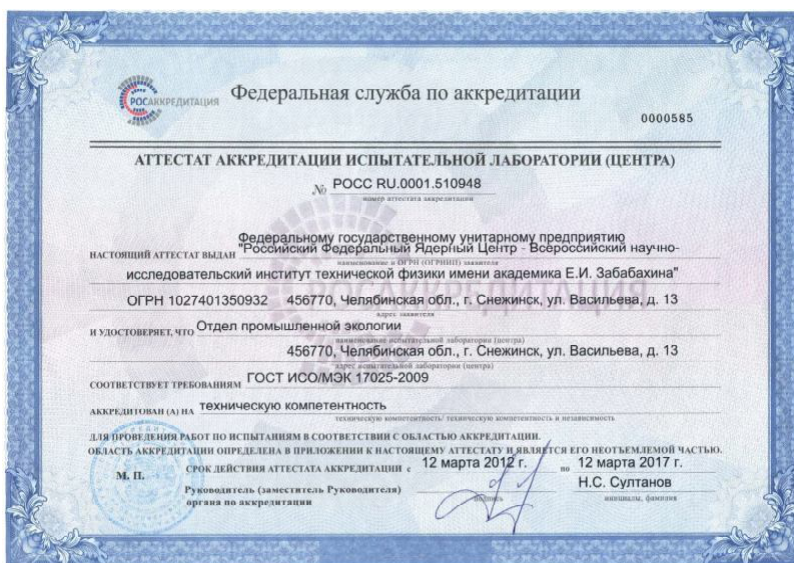 РОСАККРЕДИТАЦИЯ
Федеральная служба по аккредитации
0000585
АТТЕСТАТ АККРЕДИТАЦИИ ИСПЫТАТЕЛЬНОЙ ЛАБОРАТОРИИ (ЦЕНТРА)
№ РОСС RU.0001.510948
номер аттестата аккредитации
Федеральному государственному унитарному предприятию
НАСТОЯЩИЙ АТТЕСТАТ ВЫДАН "Российский Федеральный Ядерный Центр - Всероссийский научно-
наименование и ОГРН (ОГРНИП) заявителя
исследовательский институт технической физики имени академика Е.И. Забабахина"
РОСАККРЕДИТАЦИЯ
ОГРН 1027401350932 456770, Челябинская обл., г. Снежинск, ул. Васильева, д. 13
адрес заявителя
И УДОСТОВЕРЯЕТ, ЧТО Отдел промышленной экологии
наименование испытательной лаборатории (центра)
456770, Челябинская обл., г. Снежинск, ул. Васильева, д. 13
адрес испытательной лаборатории (центра)
СООТВЕТСТВУЕТ ТРЕБОВАНИЯМ ГОСТ ИСО/МЭК 17025-2009
АККРЕДИТОВАН (А) НА техническую компетентность
техническую компетентность/ техническую компетентность и независимость
ДЛЯ ПРОВЕДЕНИЯ РАБОТ ПО ИСПЫТАНИЯМ В СООТВЕТСТВИИ С ОБЛАСТЬЮ АККРЕДИТАЦИИ.
ОБЛАСТЬ АККРЕДИТАЦИИ ОПРЕДЕЛЕНА В ПРИЛОЖЕНИИ К НАСТОЯЩЕМУ АТТЕСТАТУ И ЯВЛЯЕТСЯ ЕГО НЕОТЪЕМЛЕМОЙ ЧАСТЬЮ.
СРОК ДЕЙСТВИЯ АТТЕСТАТА АККРЕДИТАЦИИ с 12 марта 2012 г. по 12 марта 2017 г.
М. П.
Руководитель (заместитель Руководителя)
органа по аккредитации
подпись
Н.С. Султанов
инициалы, фамилия